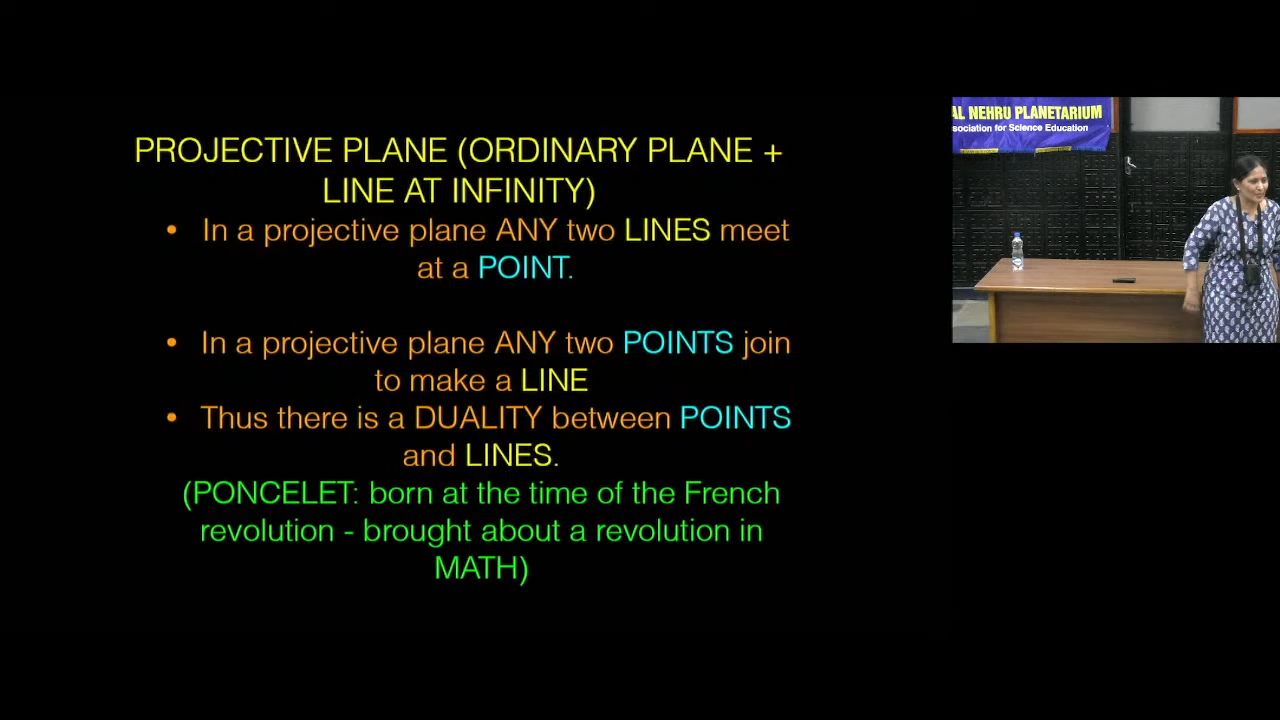 PROJECTIVE PLANE (ORDINARY PLANE +
LINE AT INFINITY)
• In a projective plane ANY two LINES meet
at a POINT.
• In a projective plane ANY two POINTS join
to make a LINE
• Thus there is a DUALITY between POINTS
and LINES.
(PONCELET: born at the time of the French
revolution - brought about a revolution in
MATH)
NEHRU PLANETARIUM
for Science Education